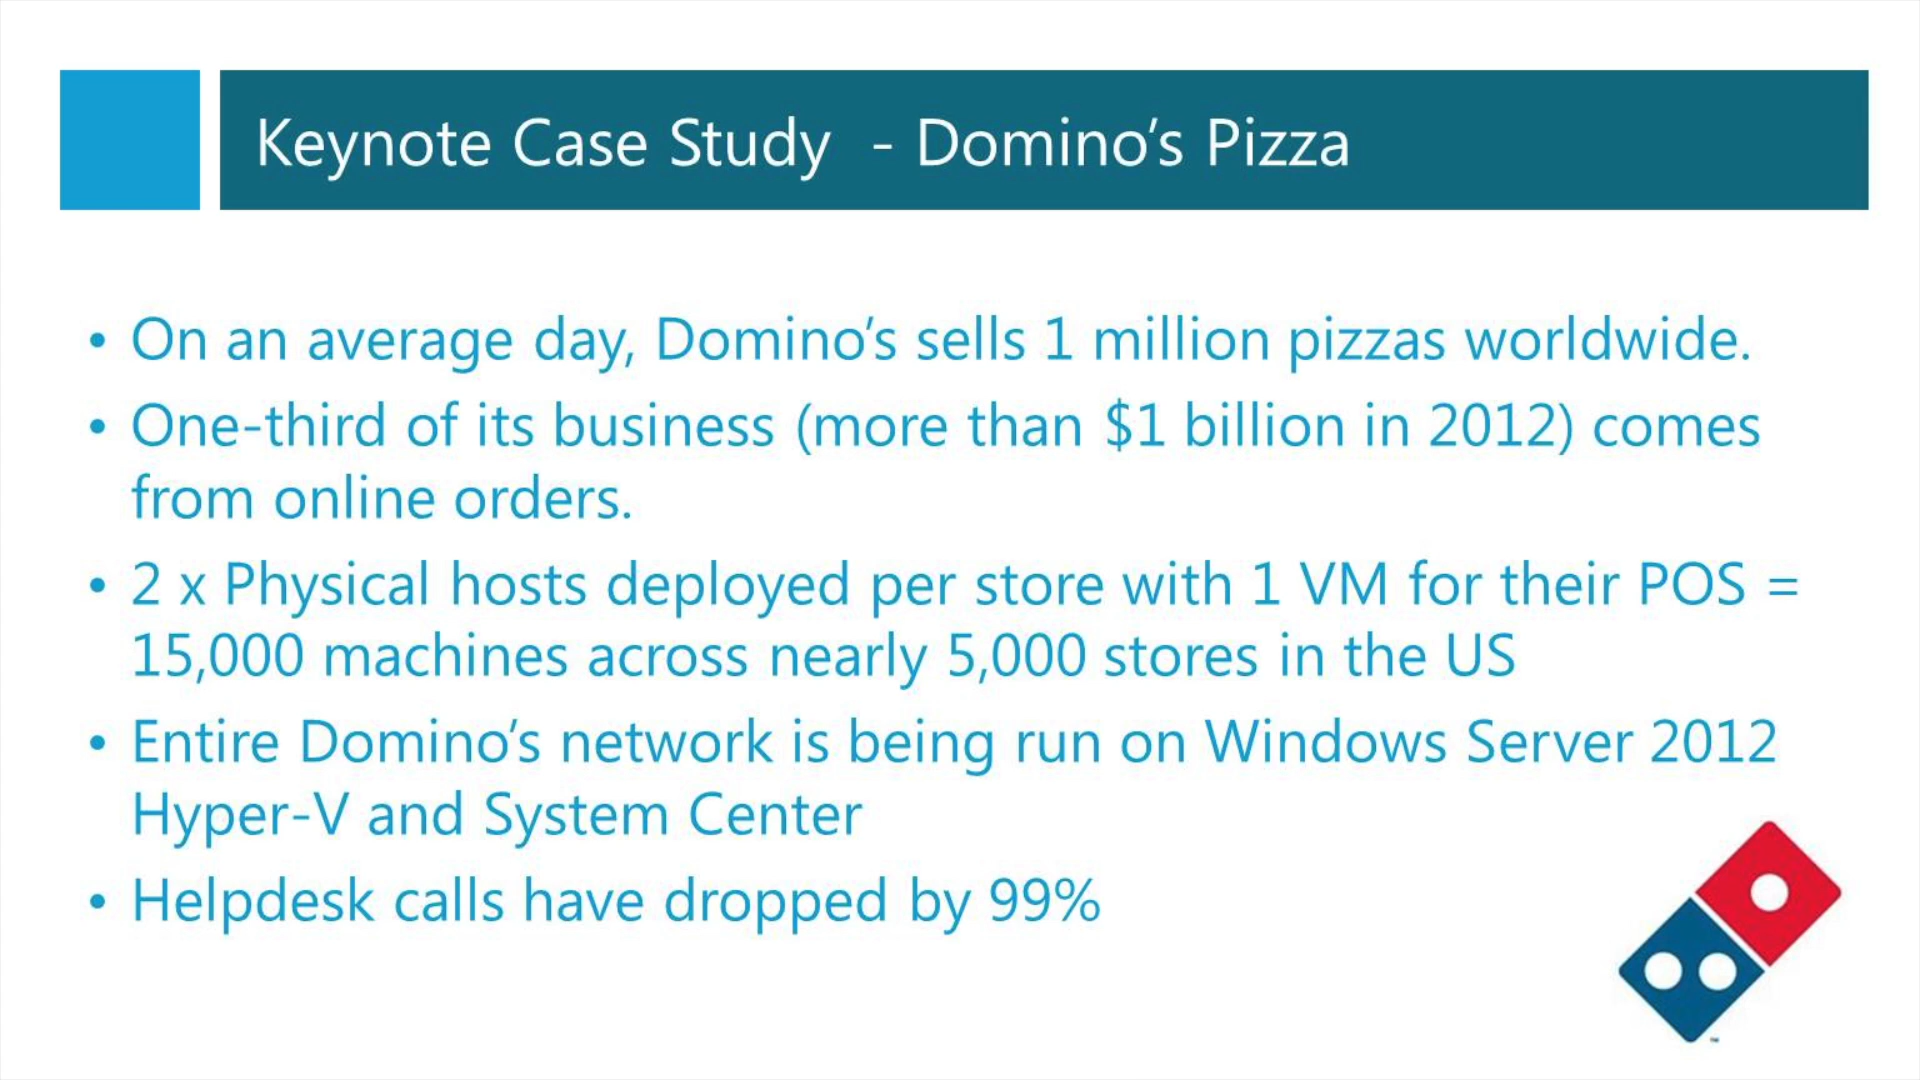 Keynote Case Study  - Domino’s Pizza
• On an average day, Domino’s sells 1 million pizzas worldwide.
• One-third of its business (more than $1 billion in 2012) comes
from online orders.
• 2 x Physical hosts deployed per store with 1 VM for their POS =
15,000 machines across nearly 5,000 stores in the US
• Entire Domino’s network is being run on Windows Server 2012
Hyper-V and System Center
• Helpdesk calls have dropped by 99%
™